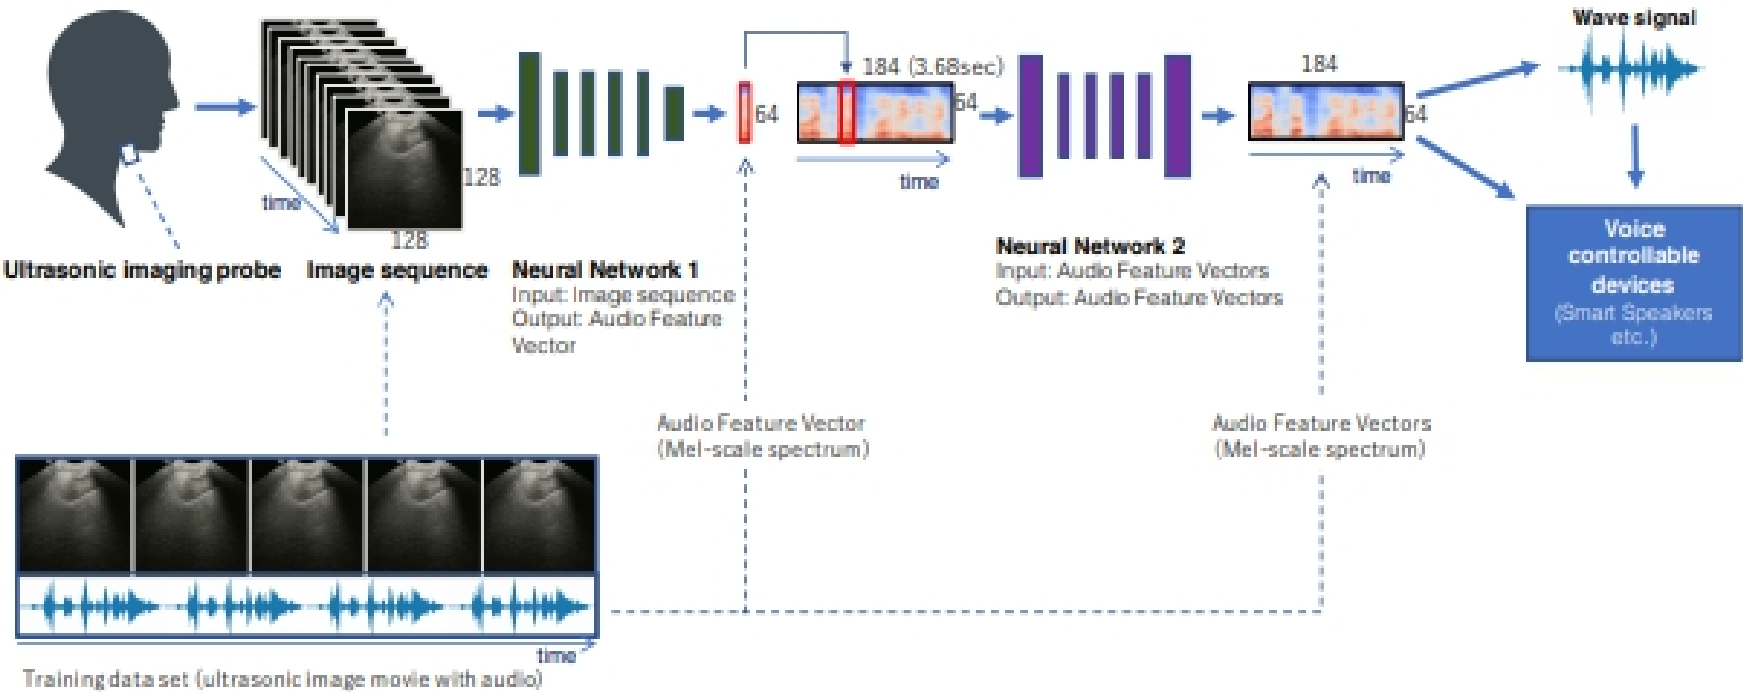 Wave signal
184 (3.68sec)
184
64
64
64
128
time
time
time
128
Ultrasonic imaging probe
Image sequence
Neural Network 1
Input: Image sequence
Output: Audio Feature
Vector
Neural Network 2
Input: Audio Feature Vectors
Output: Audio Feature Vectors
Voice
controllable
devices
(Smart Speakers
etc.)
Audio Feature Vector
(Mel-scale spectrum)
Audio Feature Vectors
(Mel-scale spectrum)
time
Training data set (ultrasonic image movie with audio)